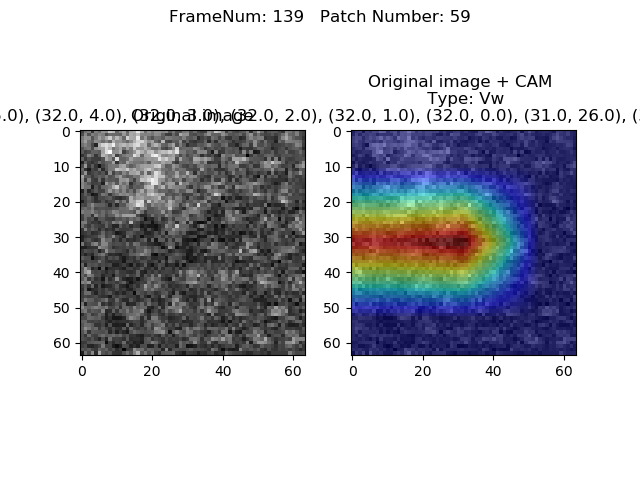 FrameNum: 139   Patch Number: 59
Original image + CAM
Type: Vw
.0), (32.0, 4.0), (32.0, 3.0), (32.0, 2.0), (32.0, 1.0), (32.0, 0.0), (31.0, 26.0), (
Original image
0
10
20
30
40
50
60
0 20 40 60
0
10
20
30
40
50
60
0 20 40 60